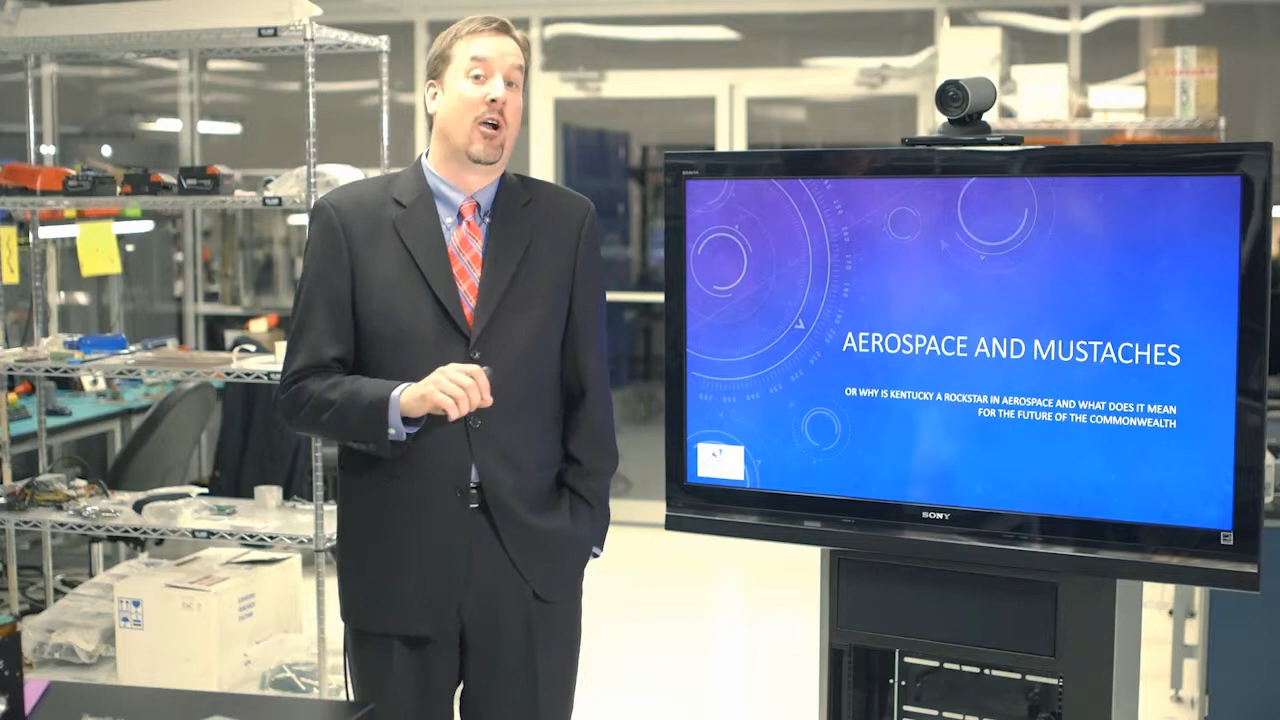 AEROSPACE AND MUSTACHES
OR WHY IS KENTUCKY A ROCKSTAR IN AEROSPACE AND WHAT DOES IT MEAN
FOR THE FUTURE OF THE COMMONWEALTH
SONY